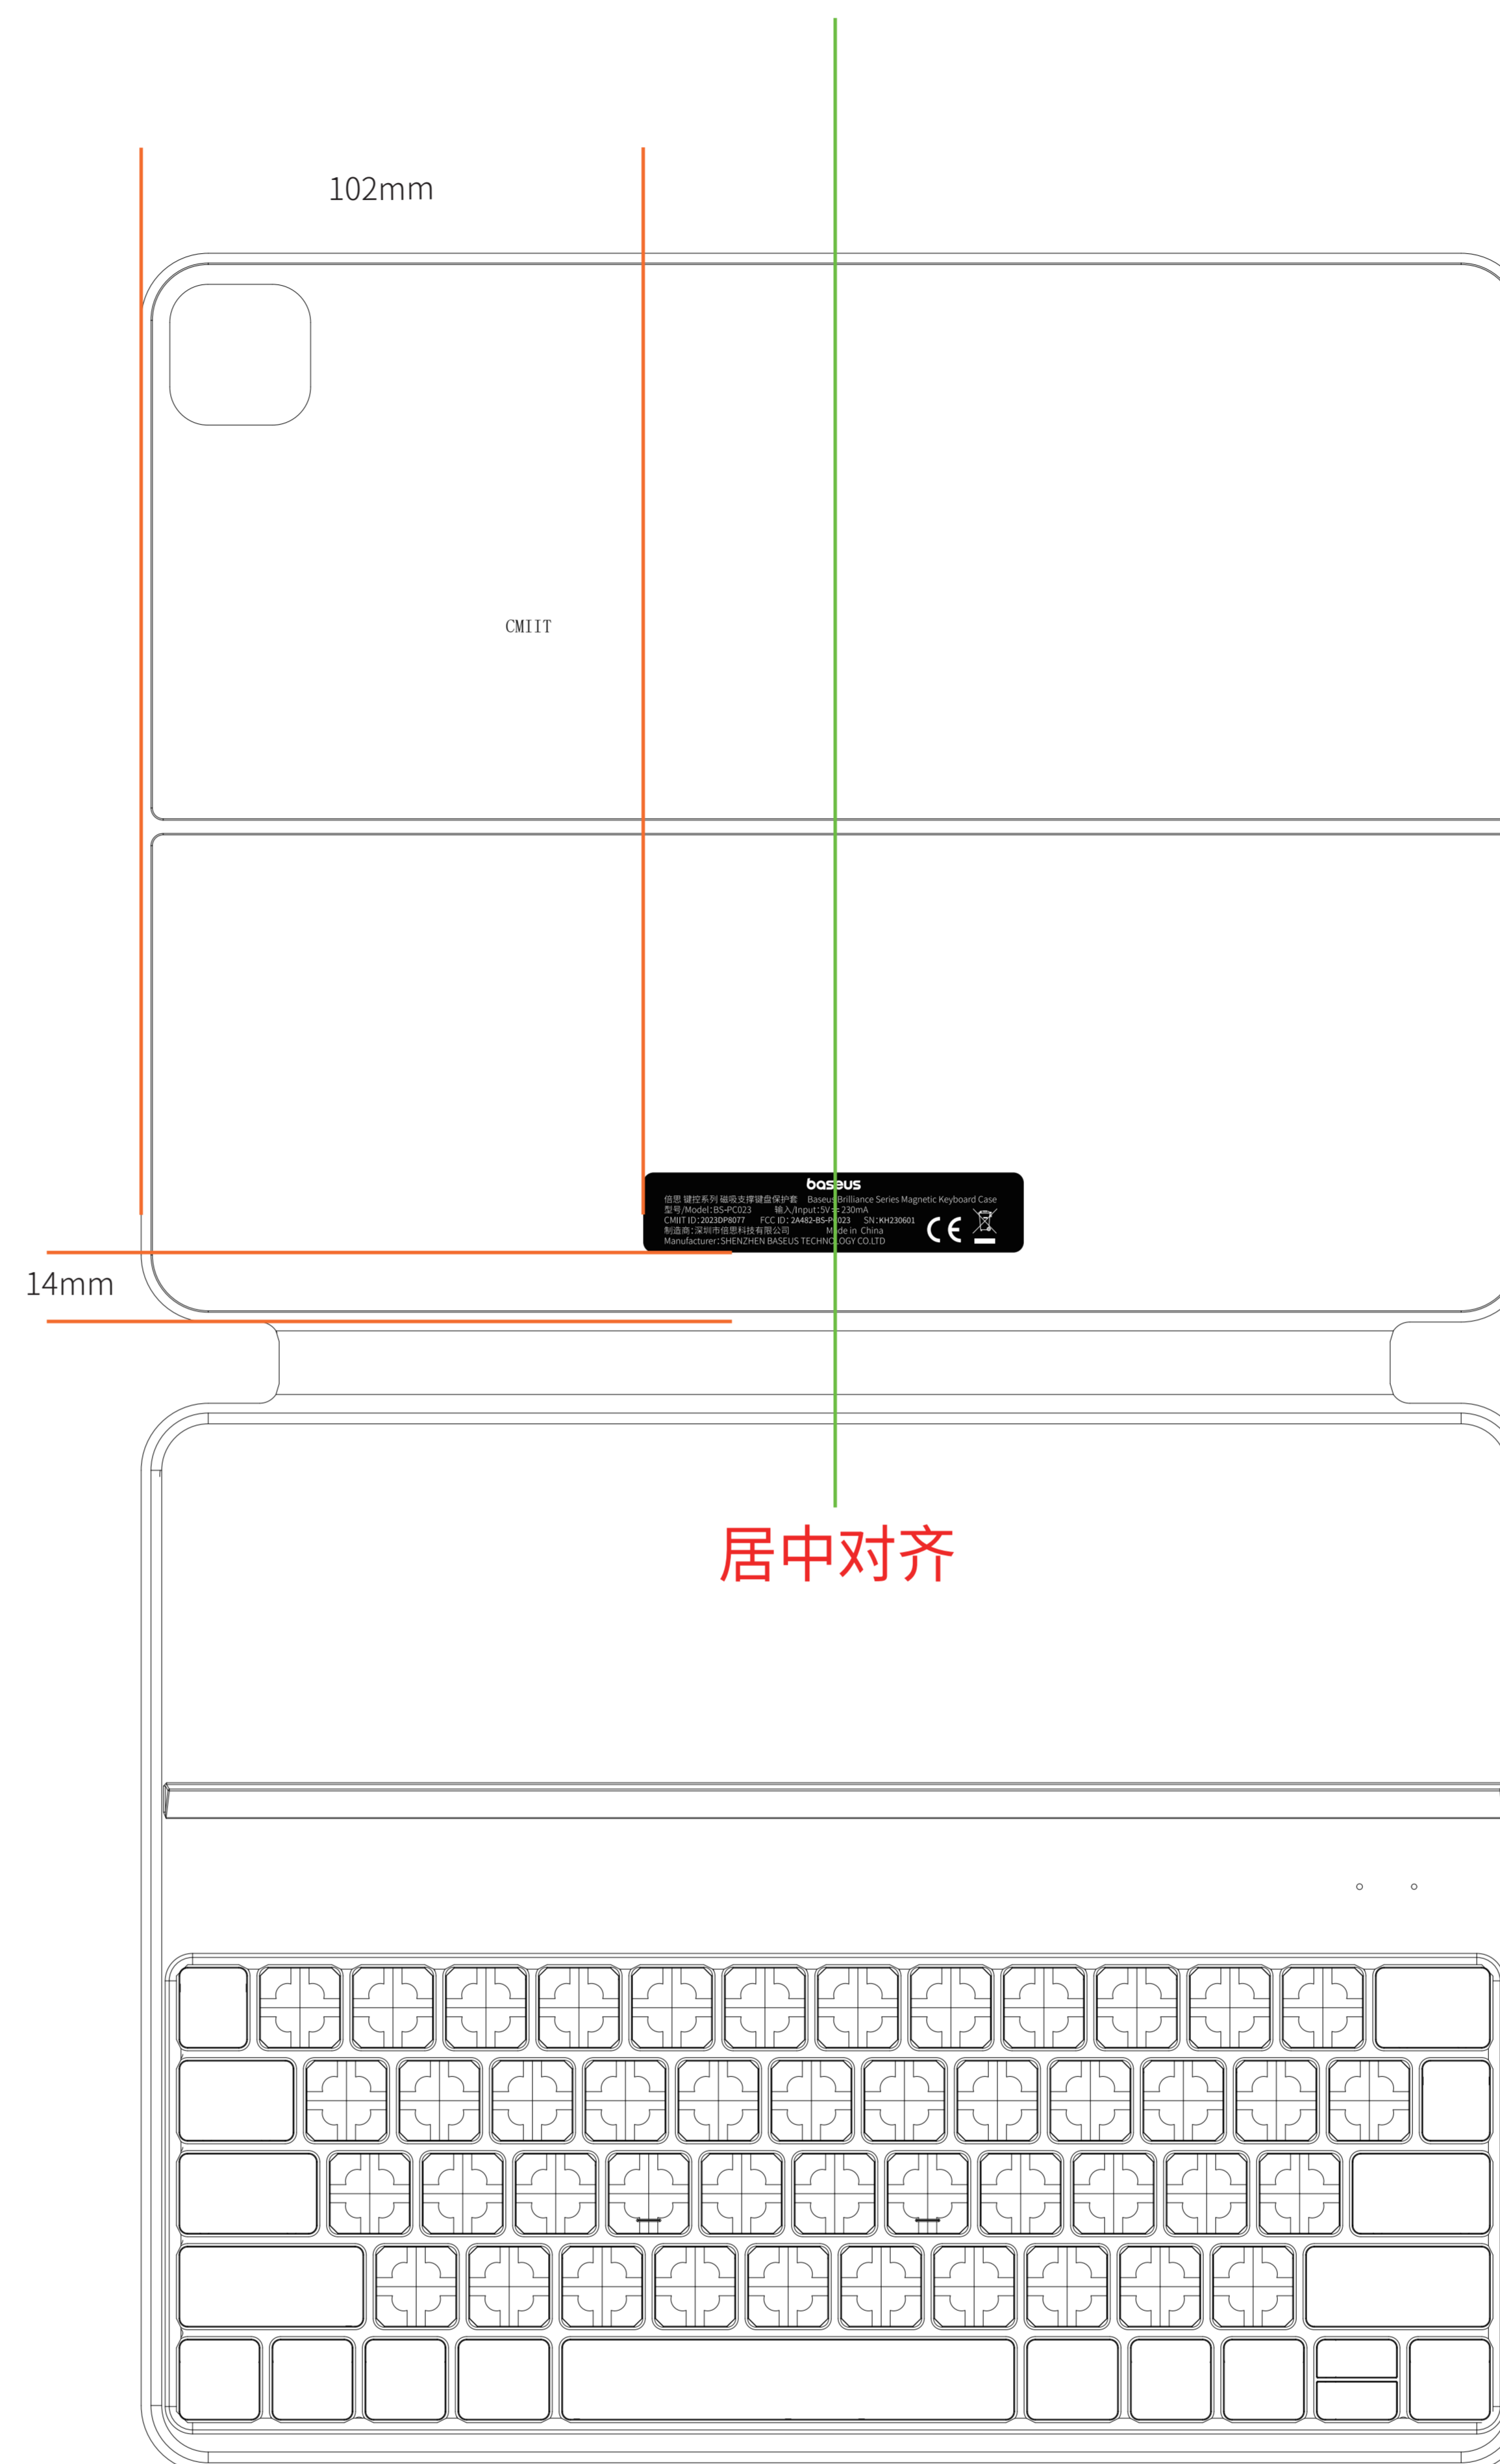 102mm
CMIIT
baseus
倍思 键控系列 磁吸支撑键盘保护套 Baseus Brilliance Series Magnetic Keyboard Case
型号/Model:BS-PC023 输入/Input:5V⎓230mA
CMIIT ID:2023DP8077 FCC ID: 2A482-BS-PC023 SN:KH230601
制造商:深圳市倍思科技有限公司 Made in China
Manufacturer:SHENZHEN BASEUS TECHNOLOGY CO.LTD
CE
14mm
居中对齐